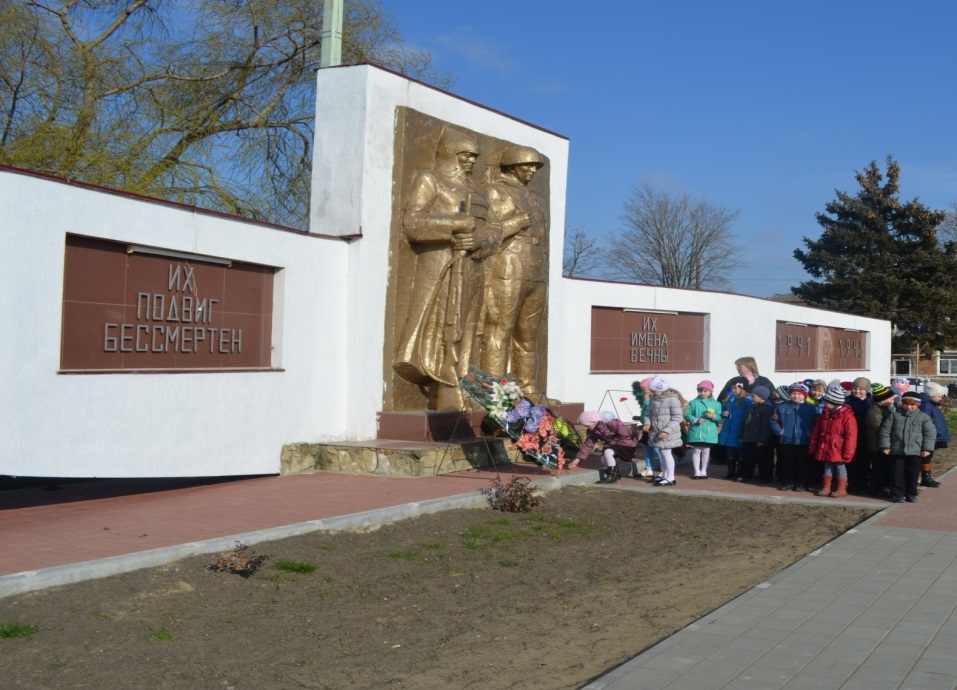 ИХ
ПОДВИГ
БЕССМЕРТЕН
ИХ
ИМЕНА
ВЕЧНЫ
1941 1945